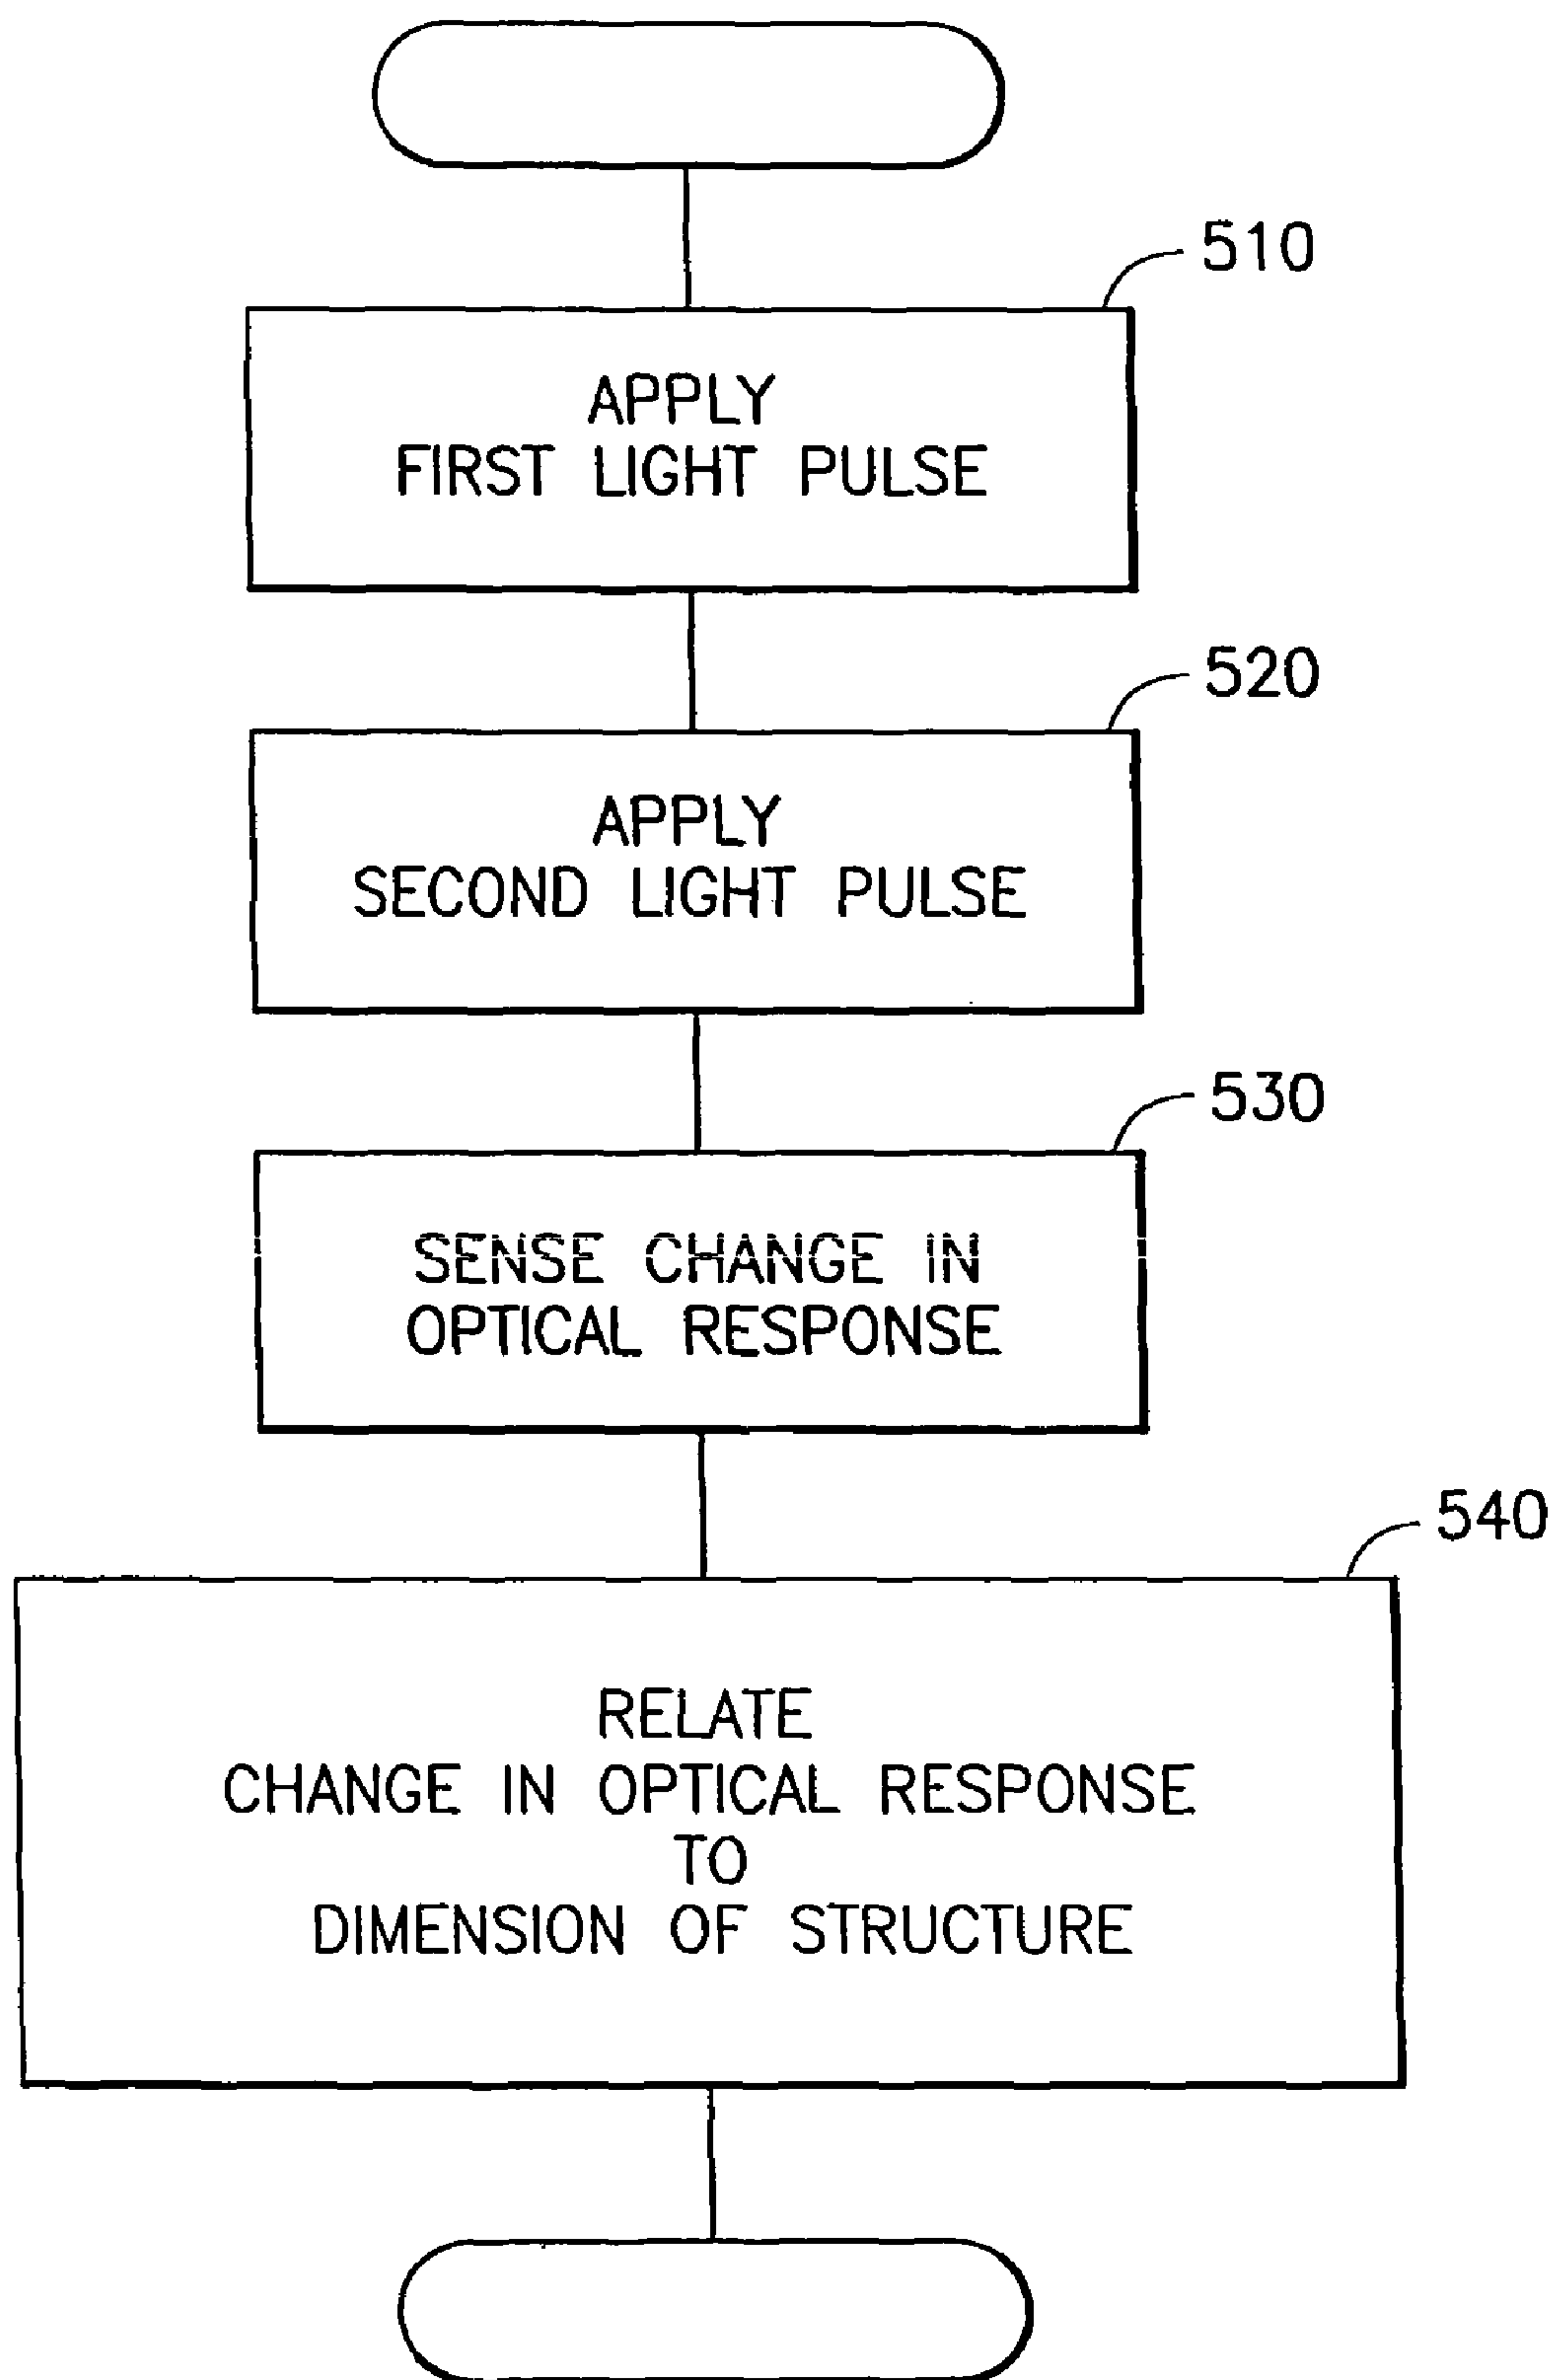 510
APPLY
FIRST LIGHT PULSE
520
APPLY
SECOND LIGHT PULSE
530
SENSE CHANGE IN
OPTICAL RESPONSE
540
RELATE
CHANGE IN OPTICAL RESPONSE
TO
DIMENSION OF STRUCTURE